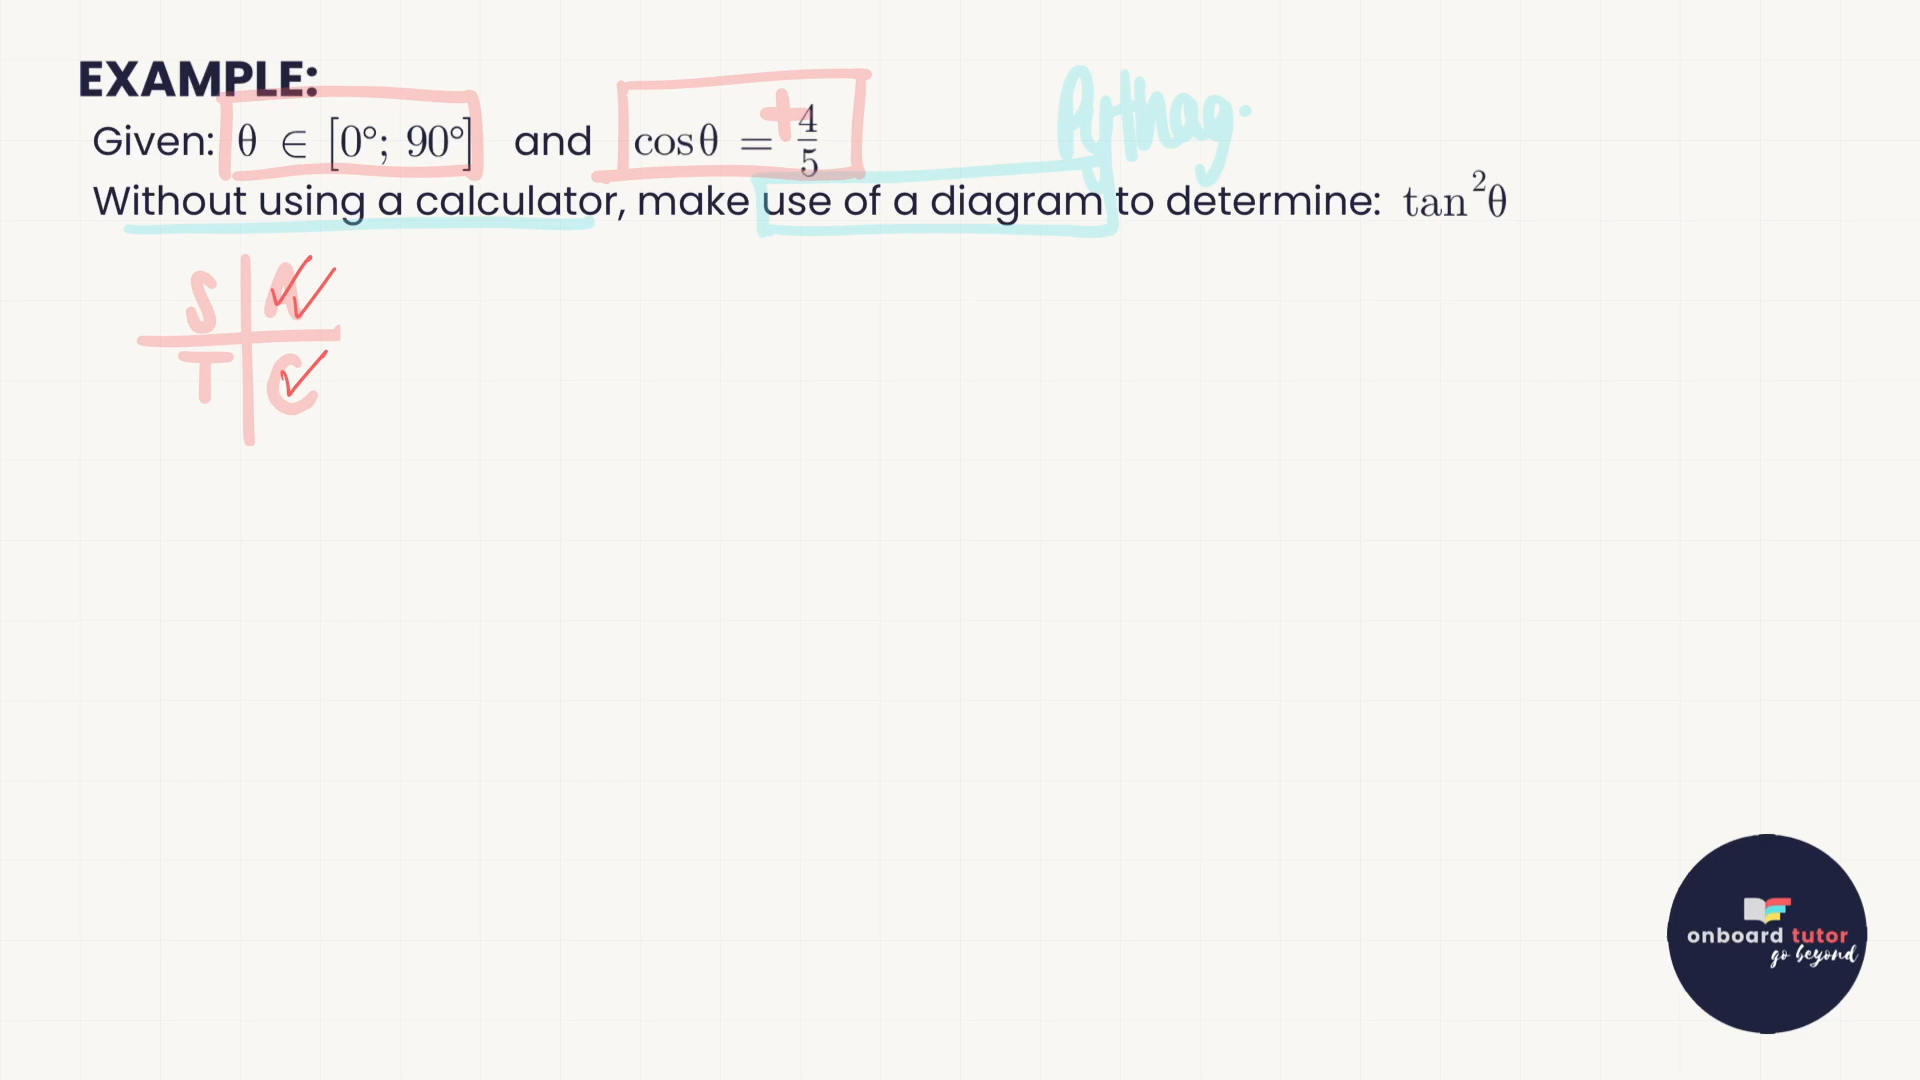 EXAMPLE:
Given: θ ∈ [0°; 90°] and cosθ = + 4/5
Pythag.
Without using a calculator, make use of a diagram to determine: tan²θ
S A
T C
onboard tutor
go beyond